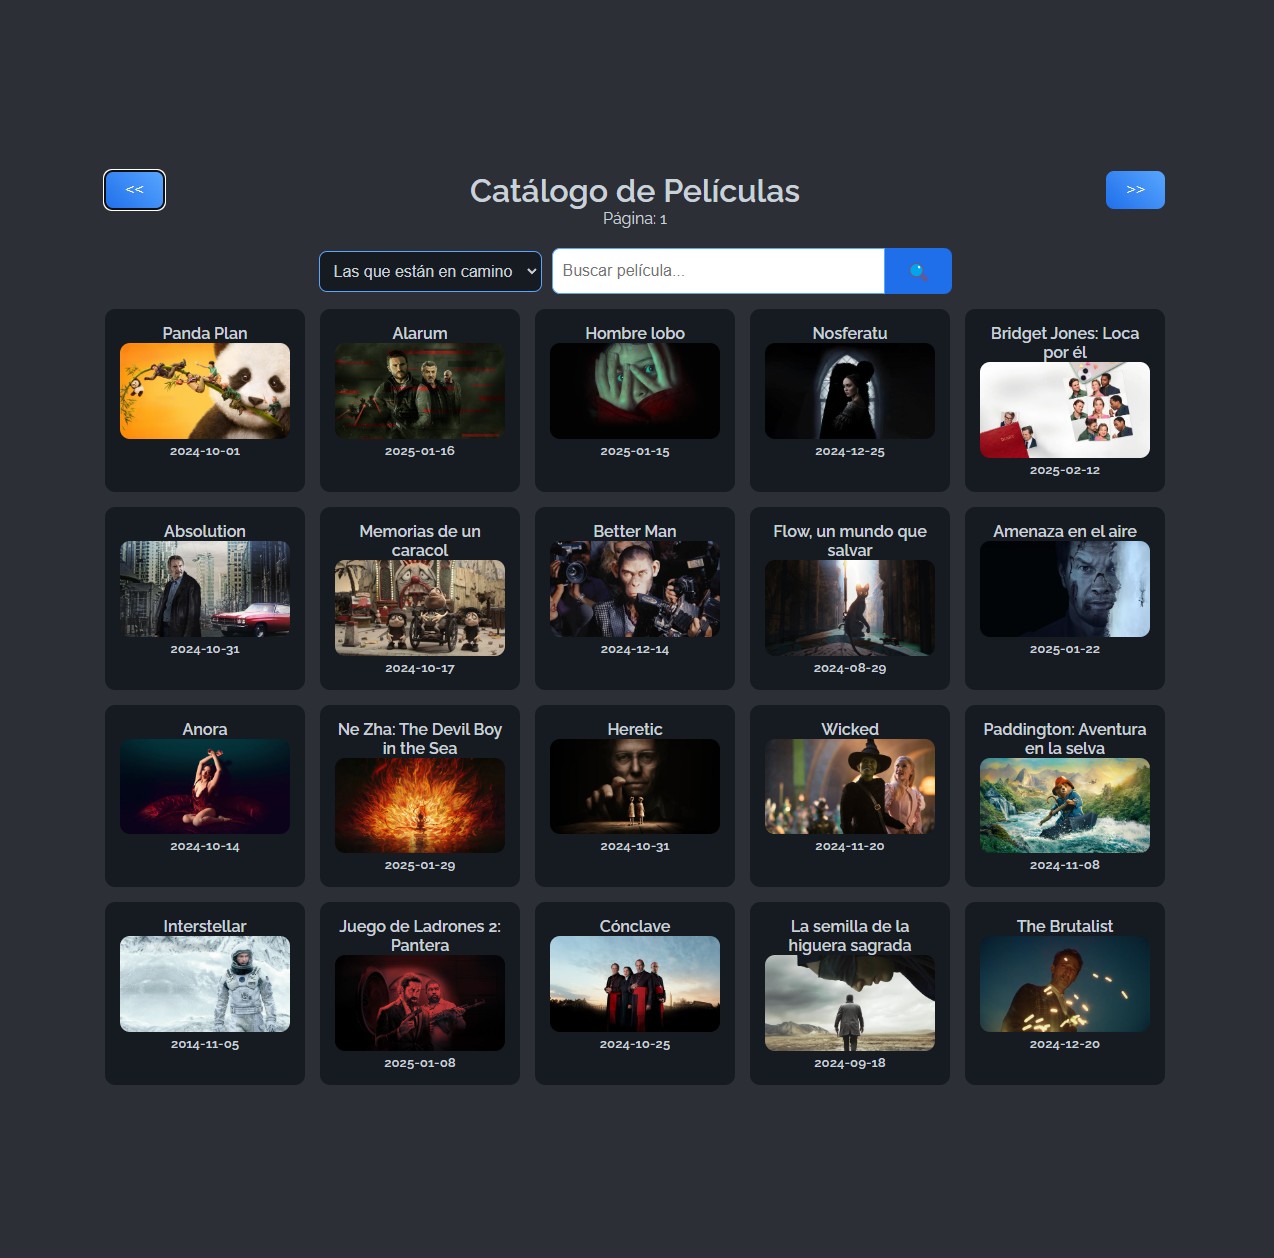 <<
Catálogo de Películas
>>
Página: 1
Las que están en camino
Buscar película...
Panda Plan
2024-10-01
Alarum
2025-01-16
Hombre lobo
2025-01-15
Nosferatu
2024-12-25
Bridget Jones: Loca
por él
2025-02-12
Absolution
2024-10-31
Memorias de un
caracol
2024-10-17
Better Man
2024-12-14
Flow, un mundo que
salvar
2024-08-29
Amenaza en el aire
2025-01-22
Anora
2024-10-14
Ne Zha: The Devil Boy
in the Sea
2025-01-29
Heretic
2024-10-31
Wicked
2024-11-20
Paddington: Aventura
en la selva
2024-11-08
Interstellar
2014-11-05
Juego de Ladrones 2:
Pantera
2025-01-08
Cónclave
2024-10-25
La semilla de la
higuera sagrada
2024-09-18
The Brutalist
2024-12-20